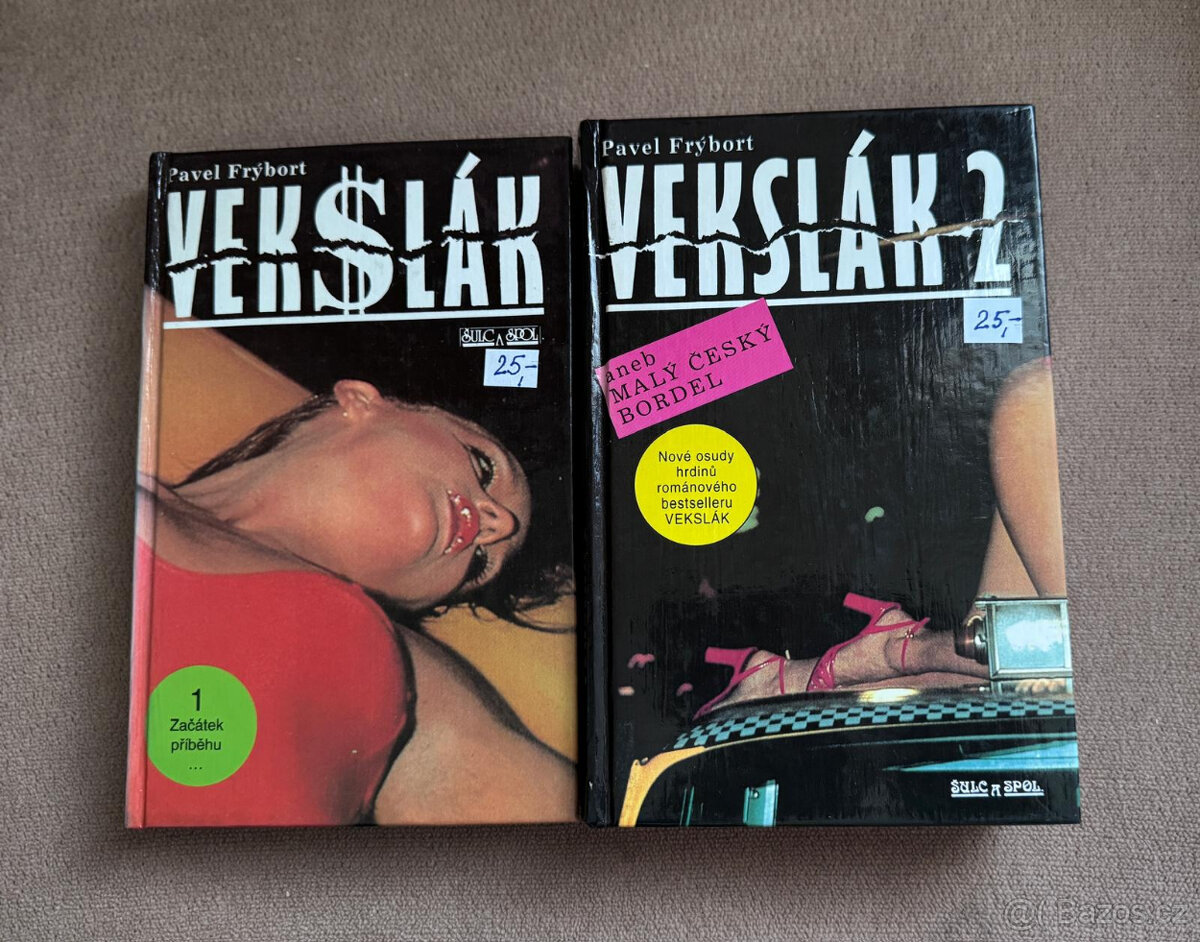 Pavel Frýbort
VEK$LÁK
ŠULC A SPOL.
25,-
1
Začátek
příběhu
...
Pavel Frýbort
VEKSLÁK 2
25,-
aneb
MALÝ ČESKÝ
BORDEL
Nové osudy
hrdinů
románového
bestselleru
VEKSLÁK
ŠULC A SPOL.
@ Bazos.cz